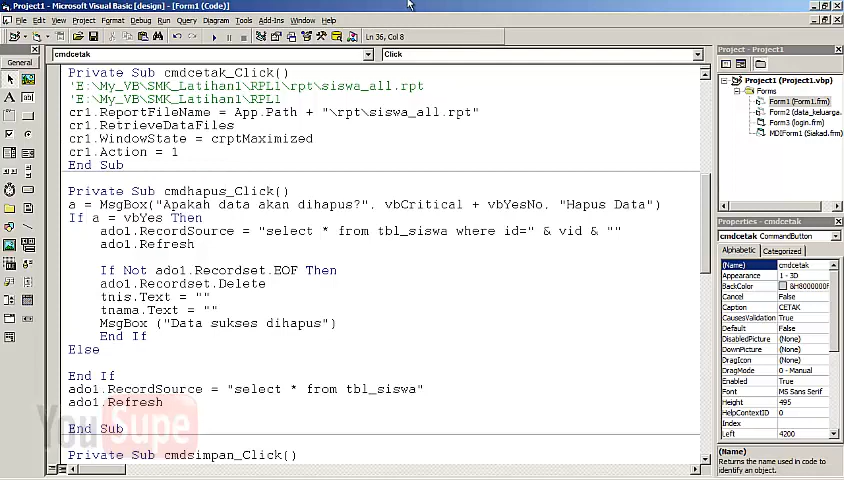 Project1 - Microsoft Visual Basic [design] - [Form1 (Code)]
File Edit View Project Format Debug Run Query Diagram Tools Add-Ins Window Help
Ln 36, Col 8
General
cmdcetak Click
Private Sub cmdcetak_Click()
'E:\My_VB\SMK_Latihan1\RPL1\rpt\siswa_all.rpt
'E:\My_VB\SMK_Latihan1\RPL1
cr1.ReportFileName = App.Path + "\rpt\siswa_all.rpt"
cr1.RetrieveDataFiles
cr1.WindowState = crptMaximized
cr1.Action = 1
End Sub
Private Sub cmdhapus_Click()
a = MsgBox("Apakah data akan dihapus?", vbCritical + vbYesNo, "Hapus Data")
If a = vbYes Then
ado1.RecordSource = "select * from tbl_siswa where id=" & vid & ""
ado1.Refresh
If Not ado1.Recordset.EOF Then
ado1.Recordset.Delete
tnis.Text = ""
tnama.Text = ""
MsgBox ("Data sukses dihapus")
End If
Else
End If
ado1.RecordSource = "select * from tbl_siswa"
ado1.Refresh
End Sub
Private Sub cmdsimpan_Click()
YouSupe
Project - Project1
Project1 (Project1.vbp)
Forms
Form1 (Form1.frm)
Form2 (data_keluarga.
Form3 (login.frm)
MDIForm1 (Siakad.frm)
Properties - cmdcetak
cmdcetak CommandButton
Alphabetic Categorized
(Name) cmdcetak
Appearance 1 - 3D
BackColor &H8000000F
Cancel False
Caption CETAK
CausesValidation True
Default False
DisabledPicture (None)
DownPicture (None)
DragIcon (None)
DragMode 0 - Manual
Enabled True
Font MS Sans Serif
Height 495
HelpContextID 0
Index
Left 4200
(Name)
Returns the name used in code to
identify an object.